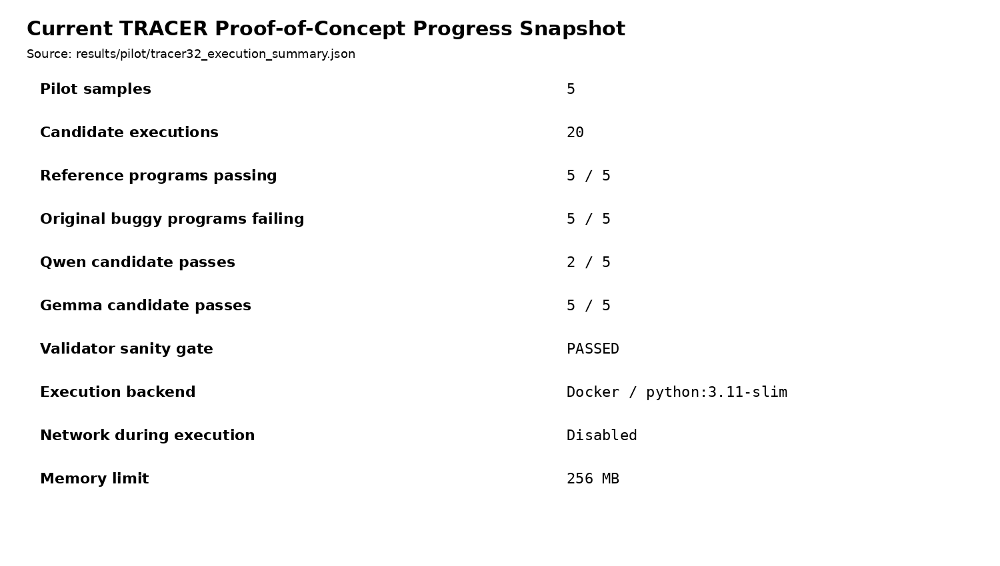 Current TRACER Proof-of-Concept Progress Snapshot
Source: results/pilot/tracer32_execution_summary.json
Pilot samples 5
Candidate executions 20
Reference programs passing 5 / 5
Original buggy programs failing 5 / 5
Qwen candidate passes 2 / 5
Gemma candidate passes 5 / 5
Validator sanity gate PASSED
Execution backend Docker / python:3.11-slim
Network during execution Disabled
Memory limit 256 MB